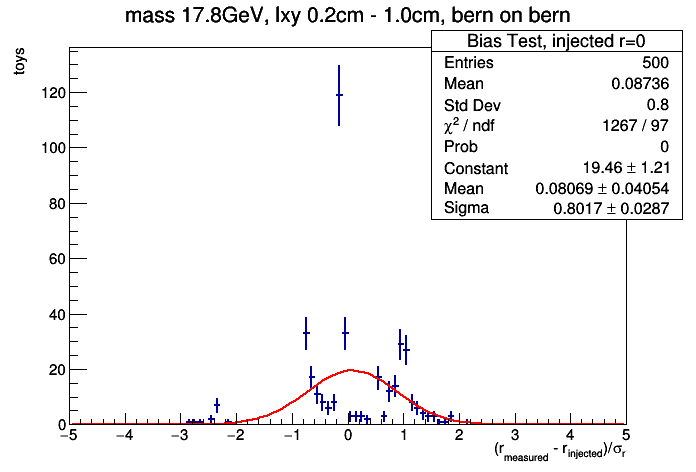 mass 17.8GeV, lxy 0.2cm - 1.0cm, bern on bern
Bias Test, injected r=0
Entries 500
Mean 0.08736
Std Dev 0.8
χ² / ndf 1267 / 97
Prob 0
Constant 19.46 ± 1.21
Mean 0.08069 ± 0.04054
Sigma 0.8017 ± 0.0287
toys
120
100
80
60
40
20
0
−5 −4 −3 −2 −1 0 1 2 3 4 5
(r_measured - r_injected)/σ_r